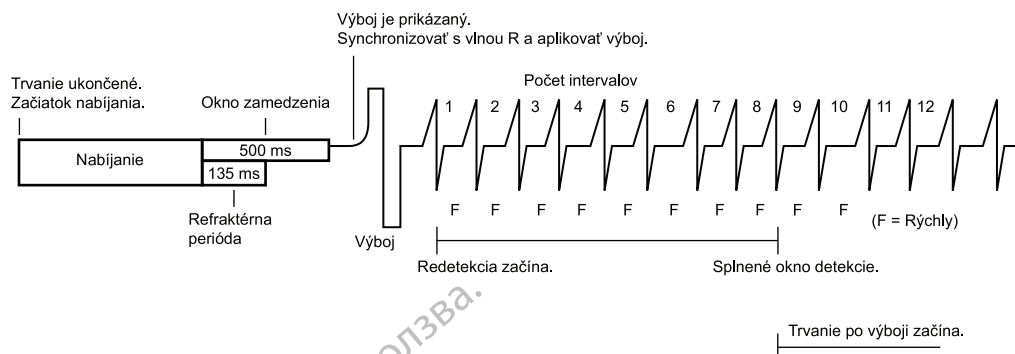 Výboj je prikázaný.
Synchronizovať s vlnou R a aplikovať výboj.
Trvanie ukončené.
Začiatok nabíjania.
Okno zamedzenia
Počet intervalov
1 2 3 4 5 6 7 8 9 10 11 12
Nabíjanie
500 ms
135 ms
Refraktérna
perióda
F F F F F F F F F F
(F = Rýchly)
Výboj
Redetekcia začína.
Splnené okno detekcie.
Trvanie po výboji začína.